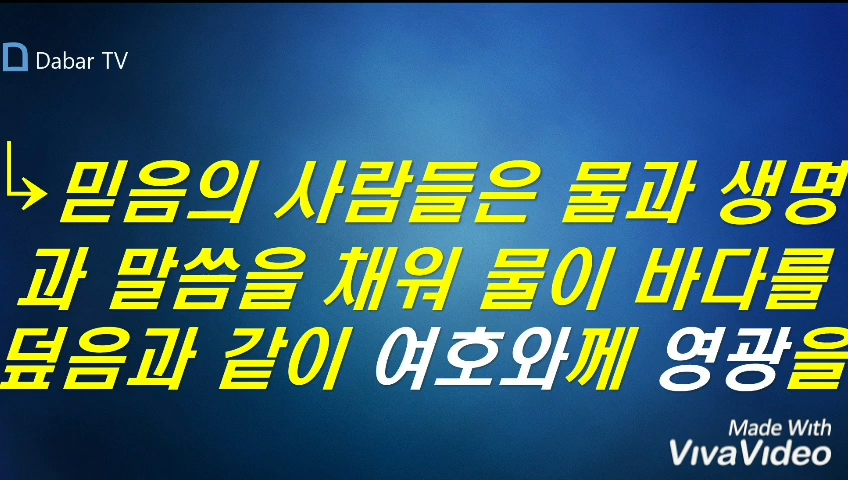 Dabar TV
↳믿음의 사람들은 물과 생명
과 말씀을 채워 물이 바다를
덮음과 같이 여호와께 영광을
Made With
VivaVideo